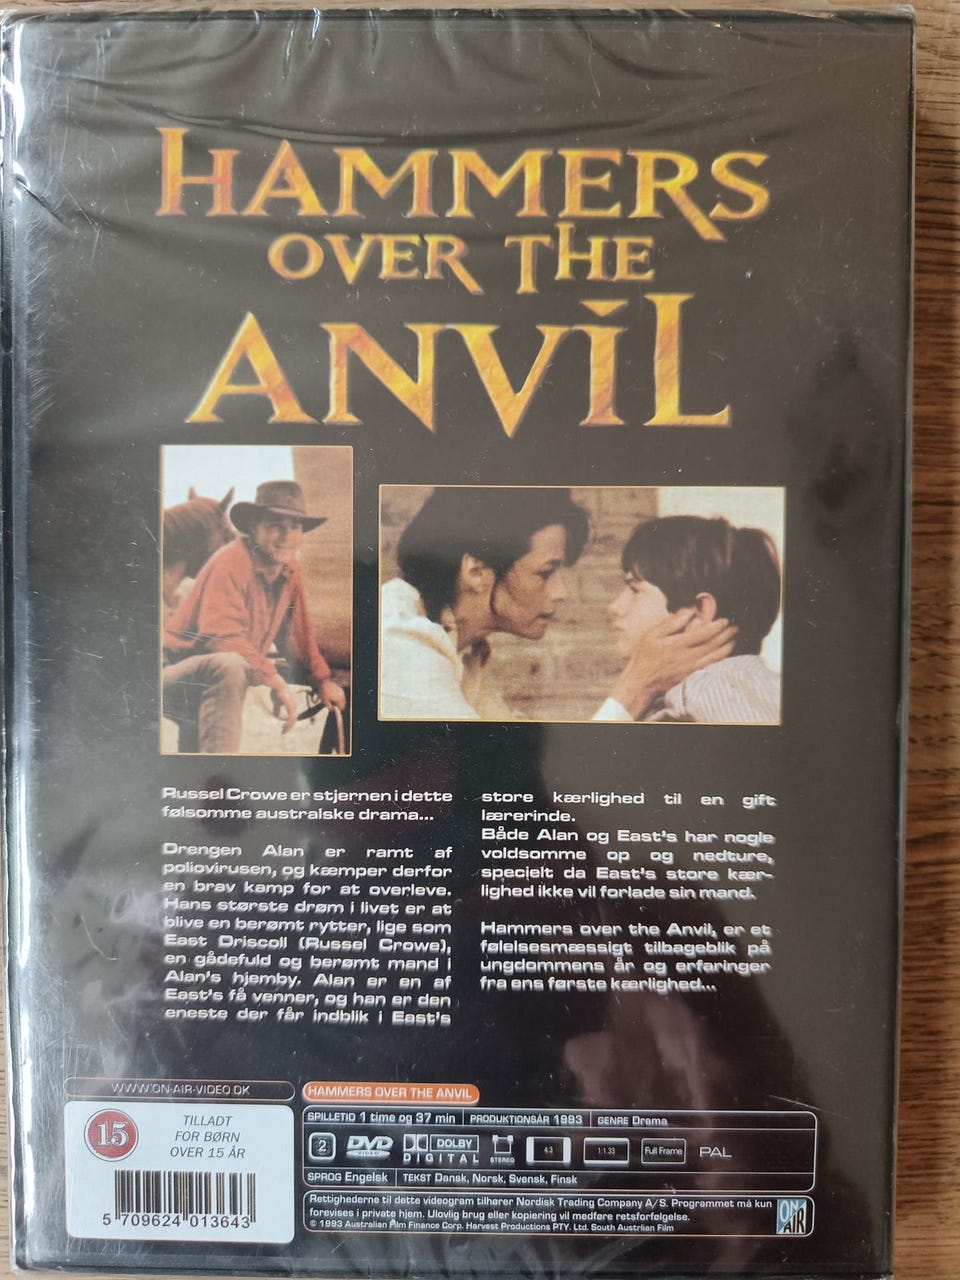 HAMMERS
OVER THE
ANVIL
Russel Crowe er stjernen i dette
følsomme australske drama...
Drengen Alan er ramt af
poliovirusen, og kæmper derfor
en brav kamp for at overleve.
Hans største drøm i livet er at
blive en berømt rytter, lige som
East Driscoll (Russel Crowe),
en gådefuld og berømt mand i
Alan's hjemby. Alan er en af
East's få venner, og han er den
eneste der får indblik i East's
store kærlighed til en gift
lærerinde.
Både Alan og East's har nogle
voldsomme op og nedture,
specielt da East's store kær-
lighed ikke vil forlade sin mand.
Hammers over the Anvil, er et
følelsesmæssigt tilbageblik på
ungdommens år og erfaringer
fra ens første kærlighed...
WWW.ON-AIR-VIDEO.DK
HAMMERS OVER THE ANVIL
15
TILLADT
FOR BØRN
OVER 15 ÅR
5 709624 013643
SPILLETID 1 time og 37 min PRODUKTIONSÅR 1993 GENRE Drama
2 DVD VIDEO DOLBY DIGITAL STEREO 4:3 1:1.33 Full Frame PAL
SPROG Engelsk TEKST Dansk, Norsk, Svensk, Finsk
Rettighederne til dette videogram tilhører Nordisk Trading Company A/S. Programmet må kun
forevises i private hjem. Ulovlig brug eller kopiering vil medføre retsforfølgelse.
© 1993 Australian Film Finance Corp. Harvest Productions PTY. Ltd. South Austrlian Film
ON AIR